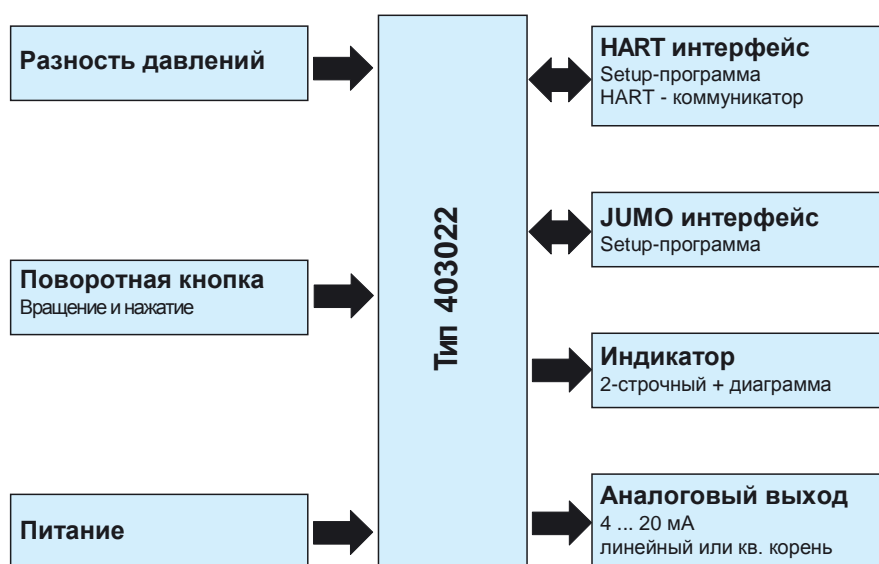 Разность давлений
Поворотная кнопка
Вращение и нажатие
Питание
Тип 403022
HART интерфейс
Setup-программа
HART - коммуникатор
JUMO интерфейс
Setup-программа
Индикатор
2-строчный + диаграмма
Аналоговый выход
4 ... 20 мА
линейный или кв. корень